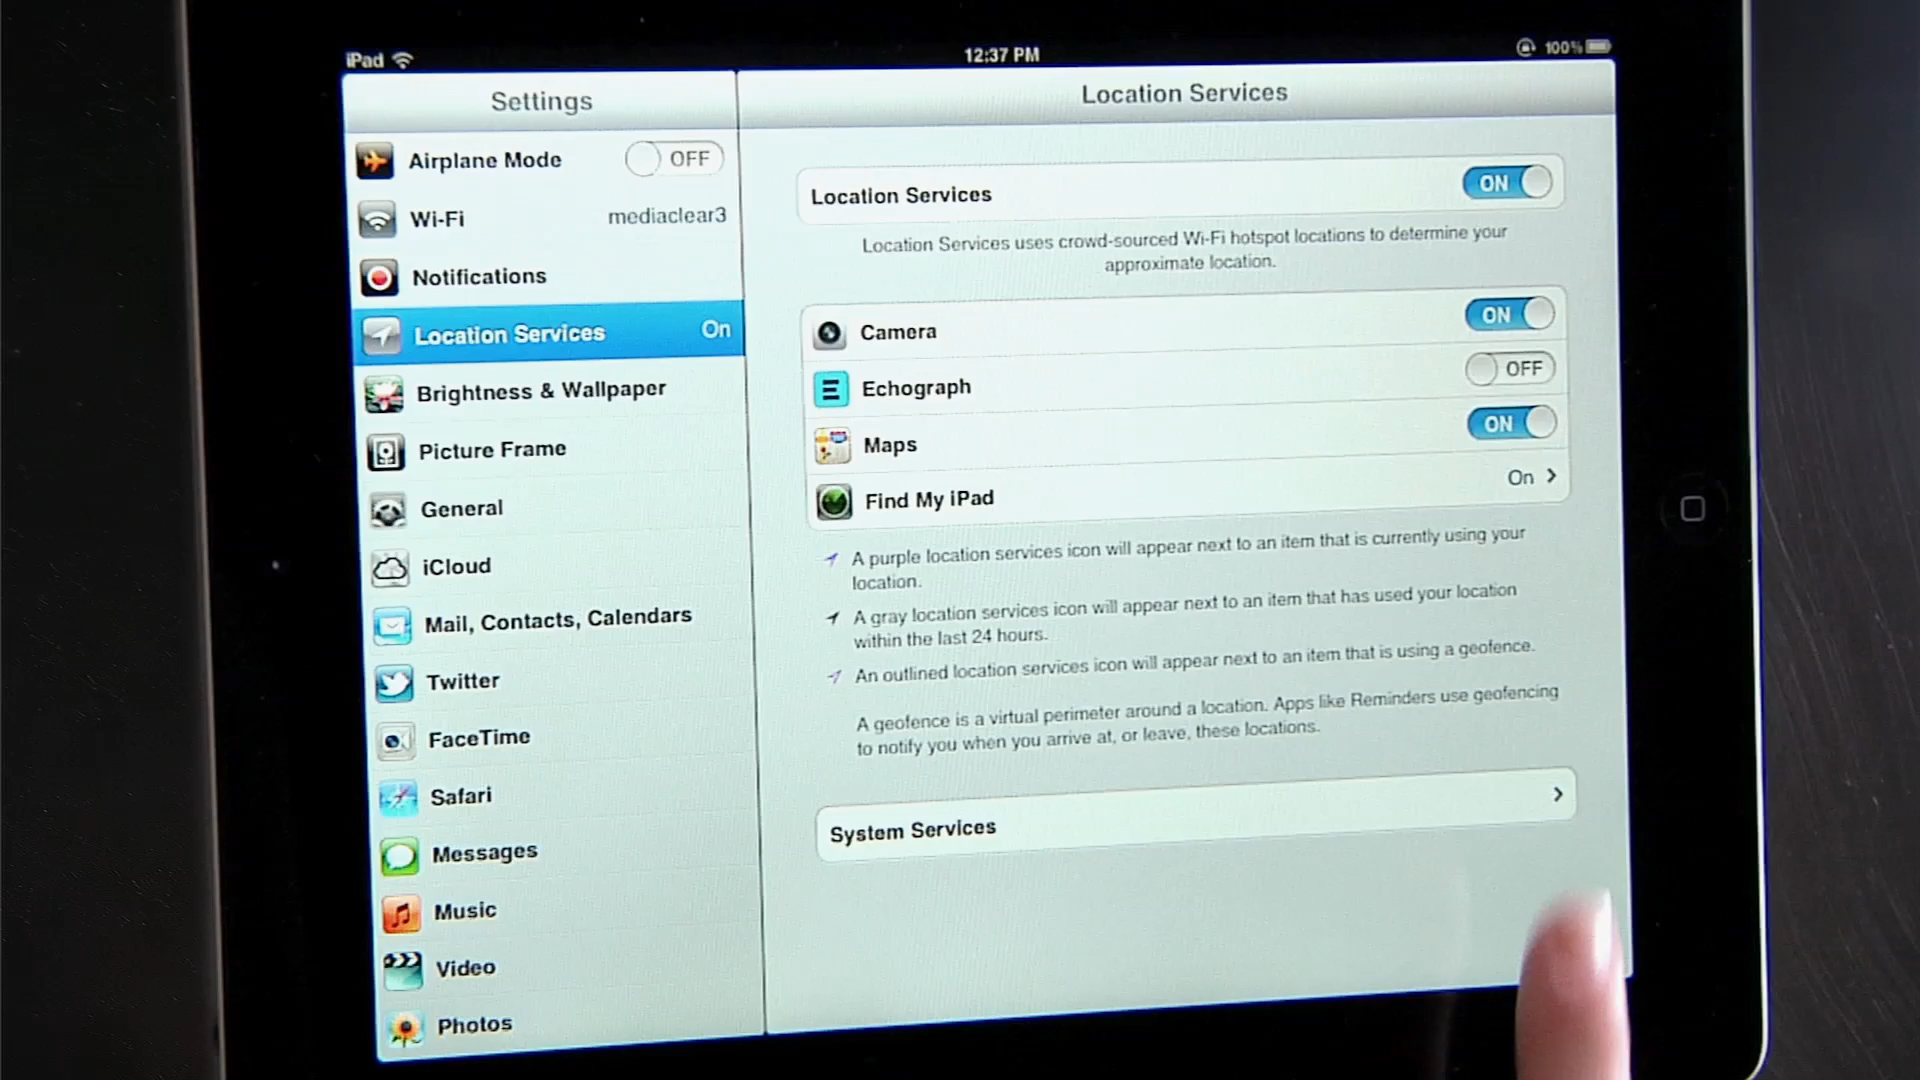 iPad
12:37 PM
100%
Settings
Location Services
Airplane Mode
OFF
Wi-Fi
mediaclear3
Notifications
Location Services
On
Brightness & Wallpaper
Picture Frame
General
iCloud
Mail, Contacts, Calendars
Twitter
FaceTime
Safari
Messages
Music
Video
Photos
Location Services
ON
Location Services uses crowd-sourced Wi-Fi hotspot locations to determine your
approximate location.
Camera
ON
Echograph
OFF
Maps
ON
Find My iPad
On
A purple location services icon will appear next to an item that is currently using your
location.
A gray location services icon will appear next to an item that has used your location
within the last 24 hours.
An outlined location services icon will appear next to an item that is using a geofence.
A geofence is a virtual perimeter around a location. Apps like Reminders use geofencing
to notify you when you arrive at, or leave, these locations.
System Services